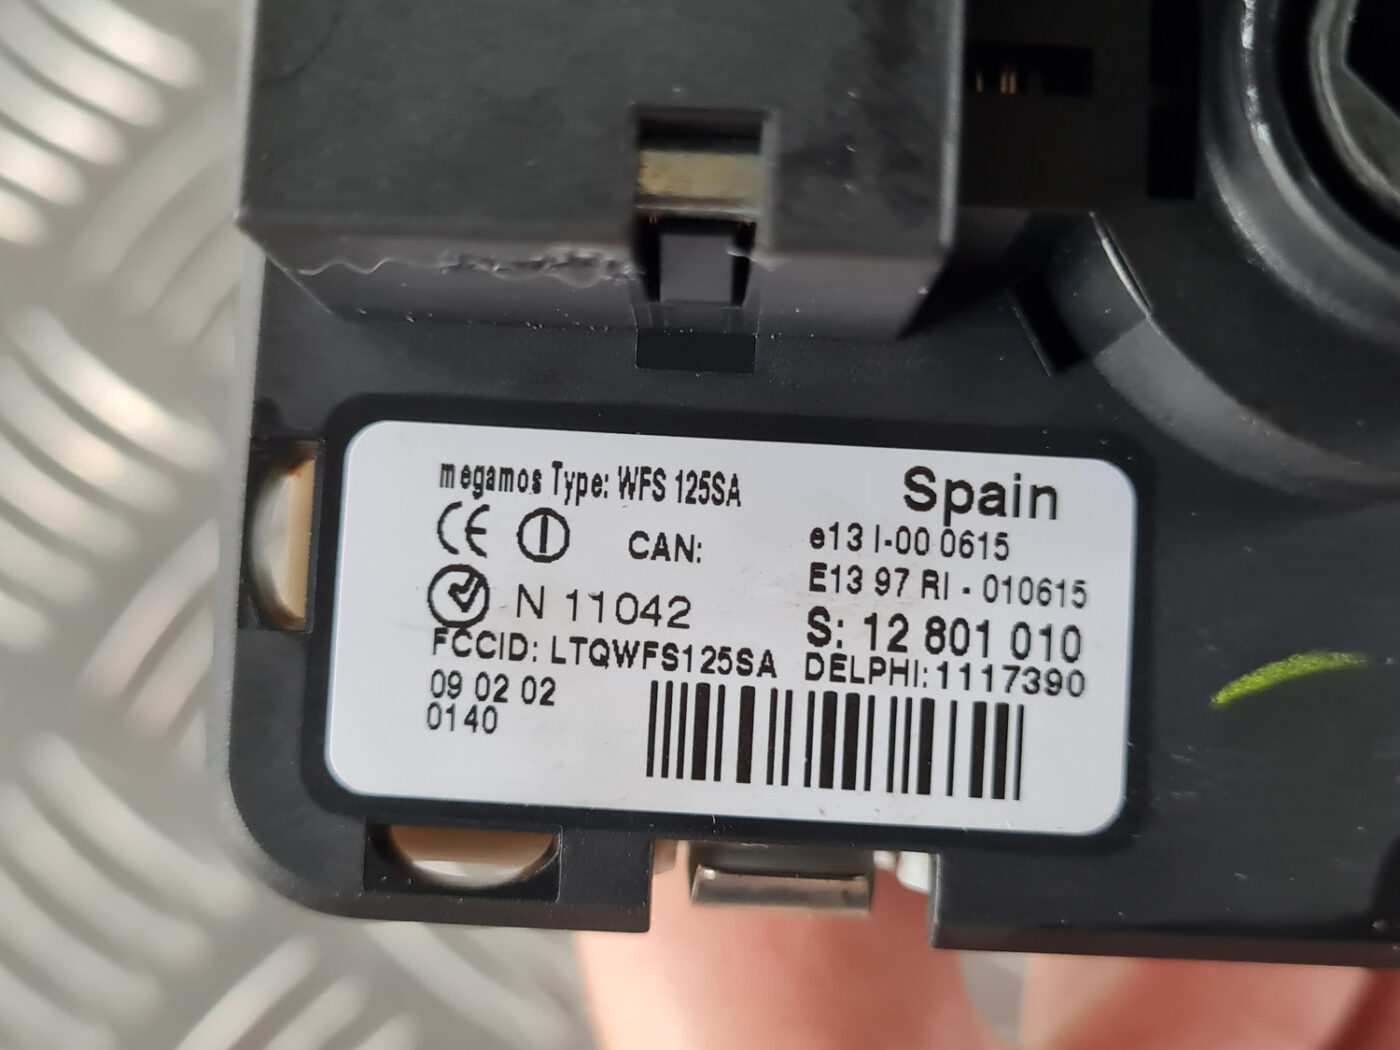 megamos Type: WFS 125SA
Spain
CE CAN:
e13 I-00 0615
E13 97 RI - 010615
N 11042
S: 12 801 010
FCCID: LTQWFS125SA
DELPHI: 1117390
09 02 02
0140